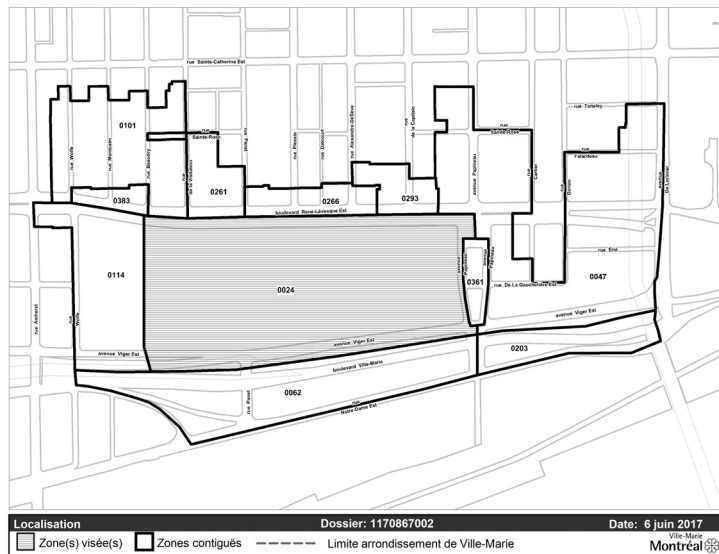 rue Sainte-Catherine Est
rue Wolfe
rue Montcalm
rue Beaudry
rue de la Visitation
rue Sainte-Rose
rue Panet
rue Plessis
rue Dalcourt
rue Alexandre-DeSève
rue de la Capitale
avenue Papineau
rue Sainte-Rose
rue Cartier
rue Dorion
rue Tansley
rue Falardeau
avenue De Lorimier
0101
0383
0261
0266
0293
boulevard René-Lévesque Est
rue Amherst
rue Wolfe
0114
0024
avenue Papineau
avenue Papineau
0361
rue De La Gauchetière Est
rue Érié
0047
avenue Viger Est
avenue Viger Est
avenue Viger Est
boulevard Ville-Marie
0203
rue Panet
0062
rue Notre-Dame Est
Localisation
Dossier: 1170867002
Date: 6 juin 2017
Zone(s) visée(s)
Zones contiguës
Limite arrondissement de Ville-Marie
Ville-Marie
Montréal